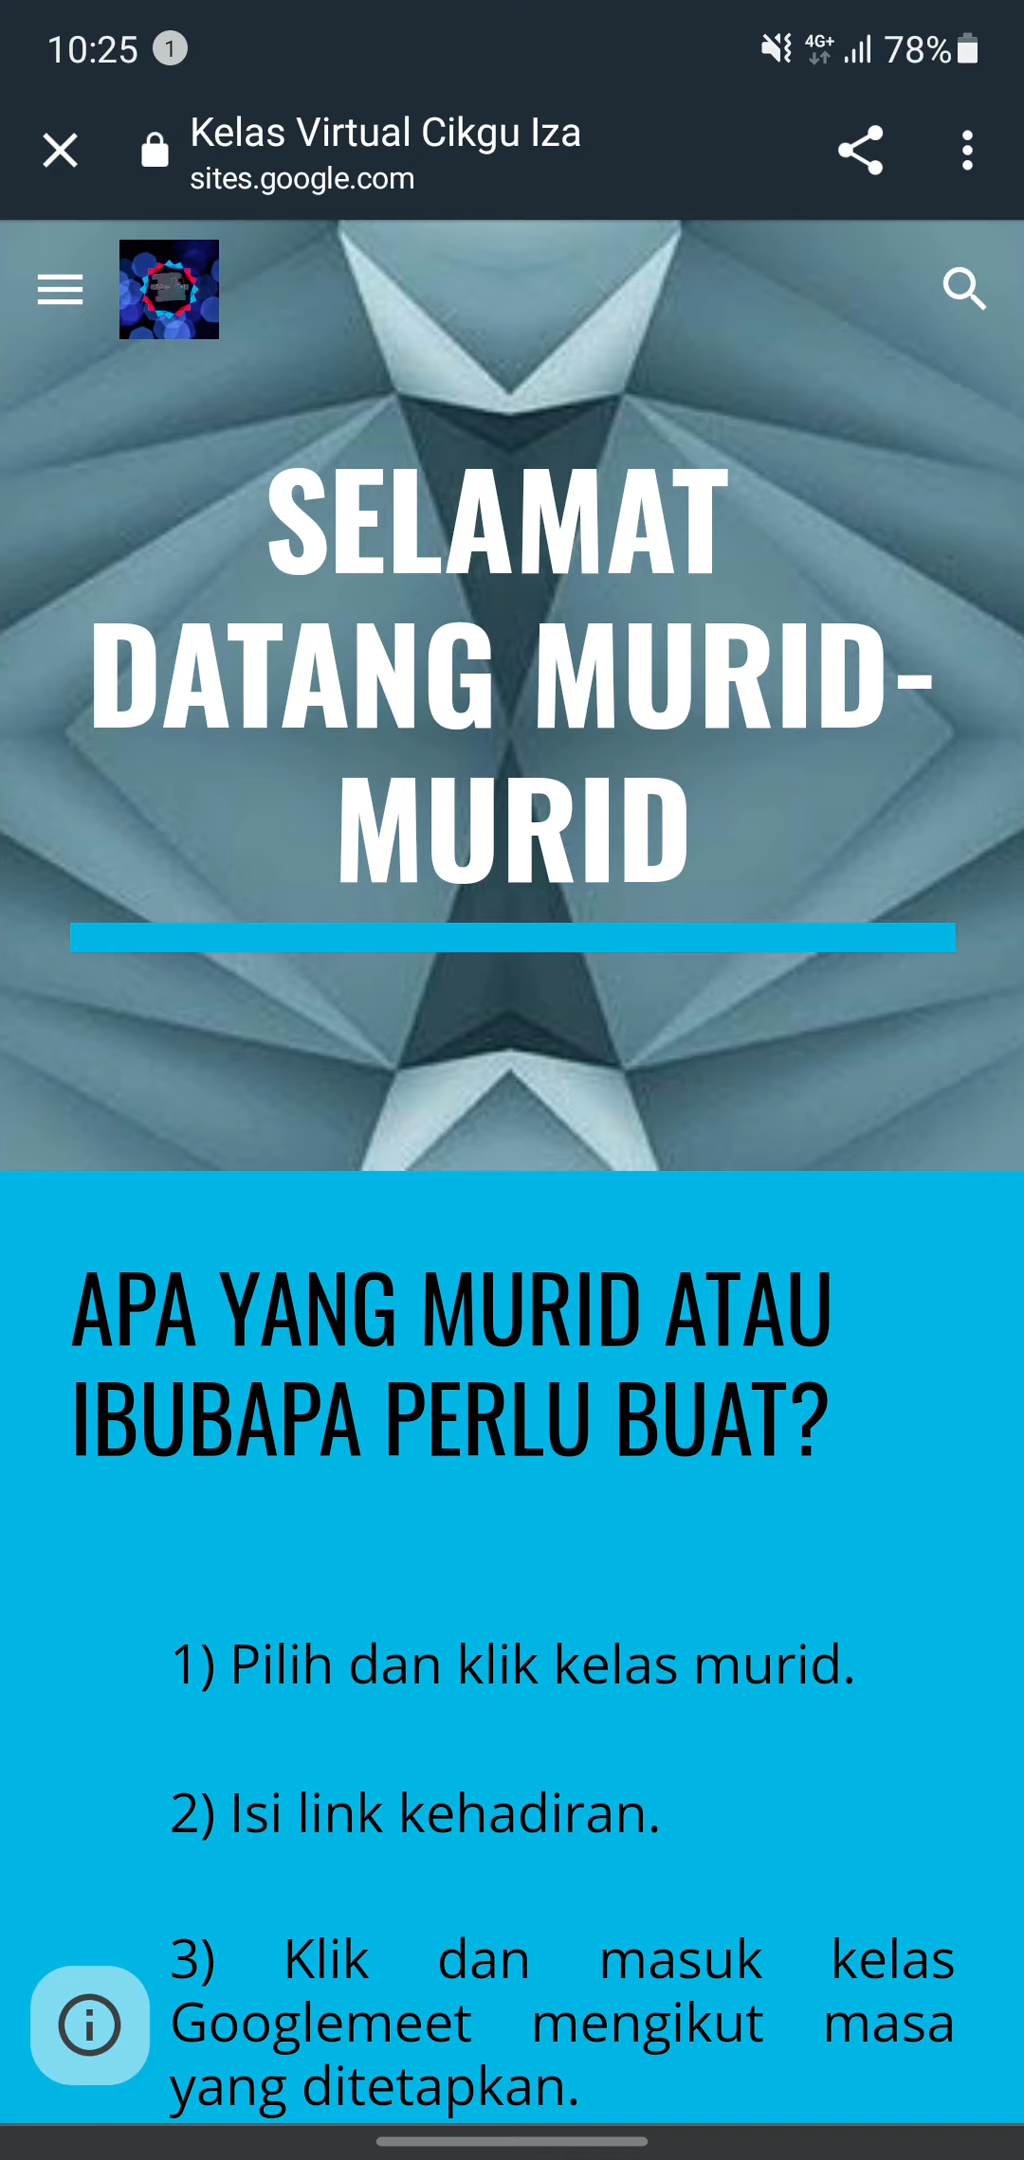 10:25 1 4G+ 78%
Kelas Virtual Cikgu Iza
sites.google.com
SELAMAT
DATANG MURID-
MURID
APA YANG MURID ATAU
IBUBAPA PERLU BUAT?
1) Pilih dan klik kelas murid.
2) Isi link kehadiran.
3) Klik dan masuk kelas
Googlemeet mengikut masa
yang ditetapkan.